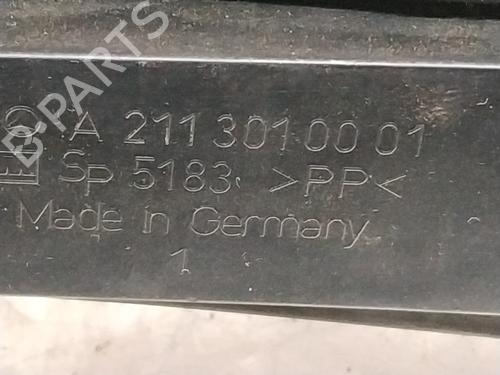 B-PARTS
A 211 301 00 01
Sp 5183 >PP<
Made in Germany
1